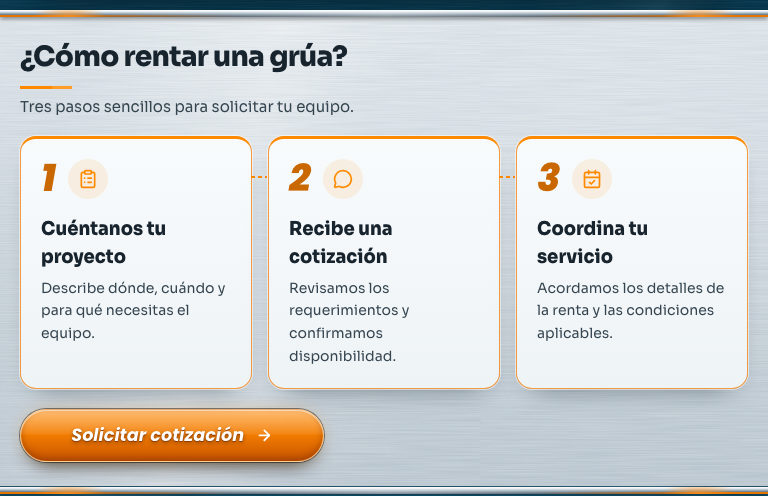 ¿Cómo rentar una grúa?
Tres pasos sencillos para solicitar tu equipo.
1
Cuéntanos tu
proyecto
Describe dónde, cuándo y
para qué necesitas el
equipo.
2
Recibe una
cotización
Revisamos los
requerimientos y
confirmamos
disponibilidad.
3
Coordina tu
servicio
Acordamos los detalles de
la renta y las condiciones
aplicables.
Solicitar cotización